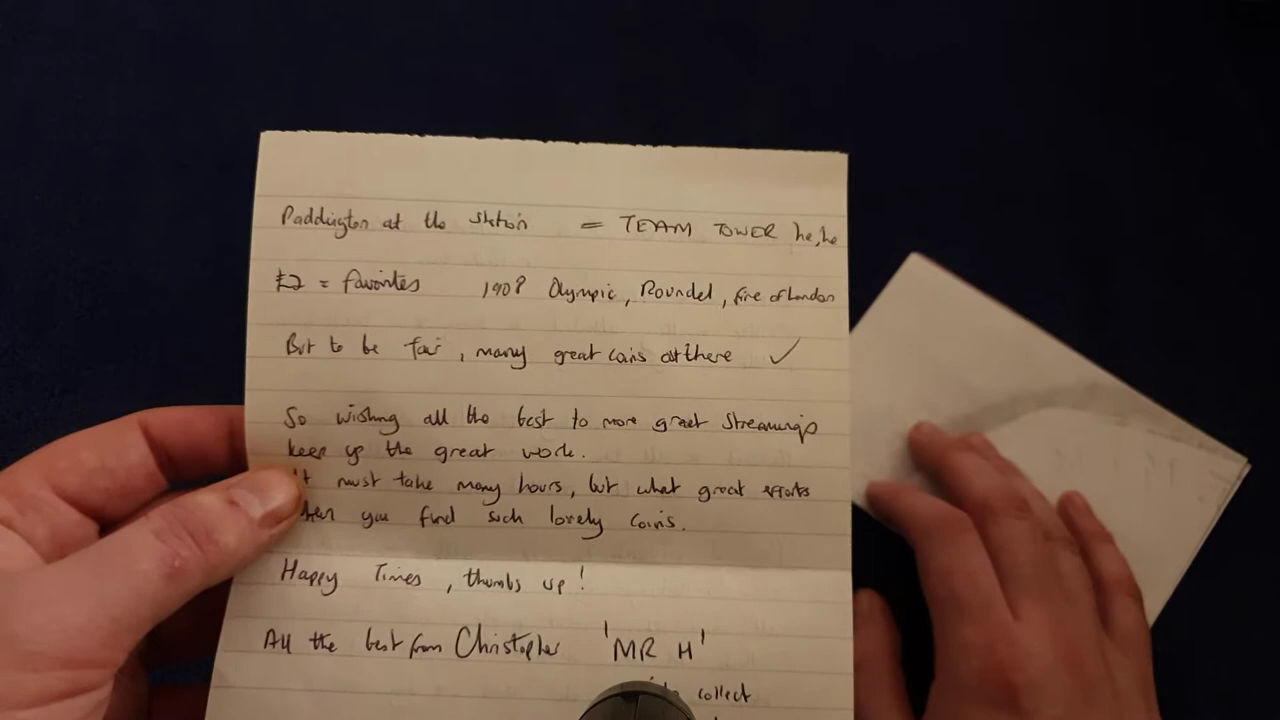 Paddington at the station = TEAM TOWER he, he
£2 = favorites 1908 Olympic, Roundel, fire of London
But to be fair, many great coins out there ✓
So wishing all the best to more great streamings
keep up the great work.
It must take many hours, but what great efforts
when you find such lovely coins.
Happy Times, thumbs up!
All the best from Christopher 'MR H'
collect